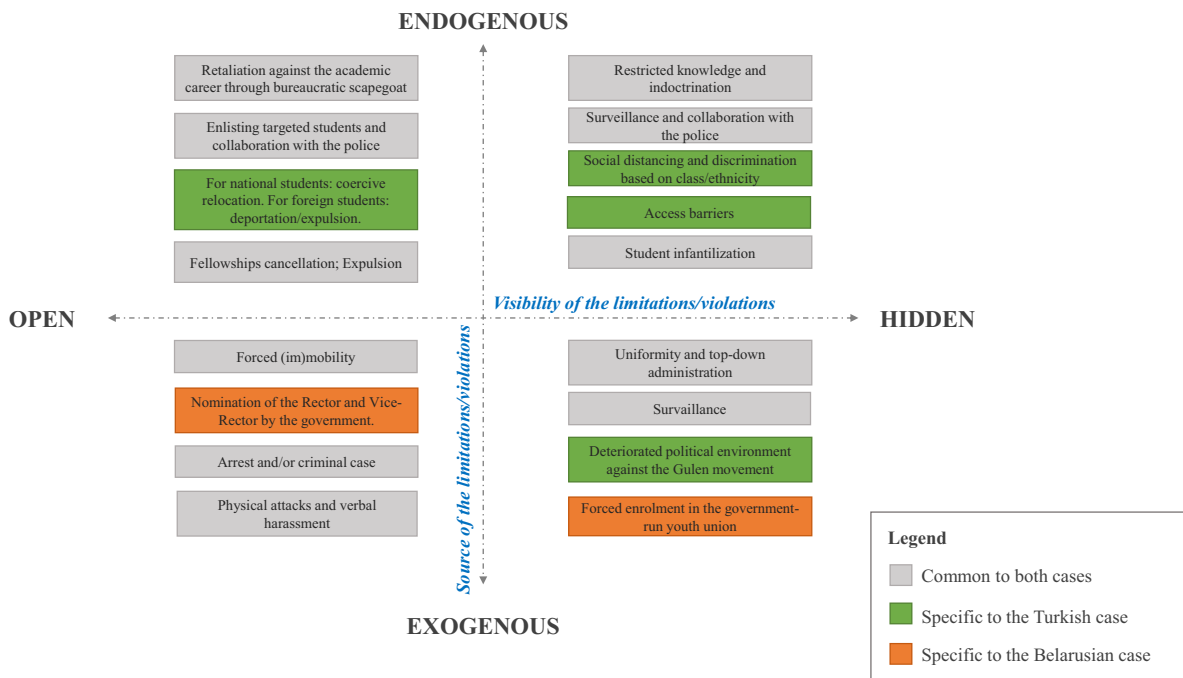 ENDOGENOUS
Retaliation against the academic
career through bureaucratic scapegoat
Enlisting targeted students and
collaboration with the police
For national students: coercive
relocation. For foreign students:
deportation/expulsion.
Fellowships cancellation; Expulsion
Restricted knowledge and
indoctrination
Surveillance and collaboration with
the police
Social distancing and discrimination
based on class/ethnicity
Access barriers
Student infantilization
Visibility of the limitations/violations
OPEN
HIDDEN
Source of the limitations/violations
Forced (im)mobility
Nomination of the Rector and Vice-
Rector by the government.
Arrest and/or criminal case
Physical attacks and verbal
harassment
Uniformity and top-down
administration
Survaillance
Deteriorated political environment
against the Gulen movement
Forced enrolment in the government-
run youth union
EXOGENOUS
Legend
Common to both cases
Specific to the Turkish case
Specific to the Belarusian case